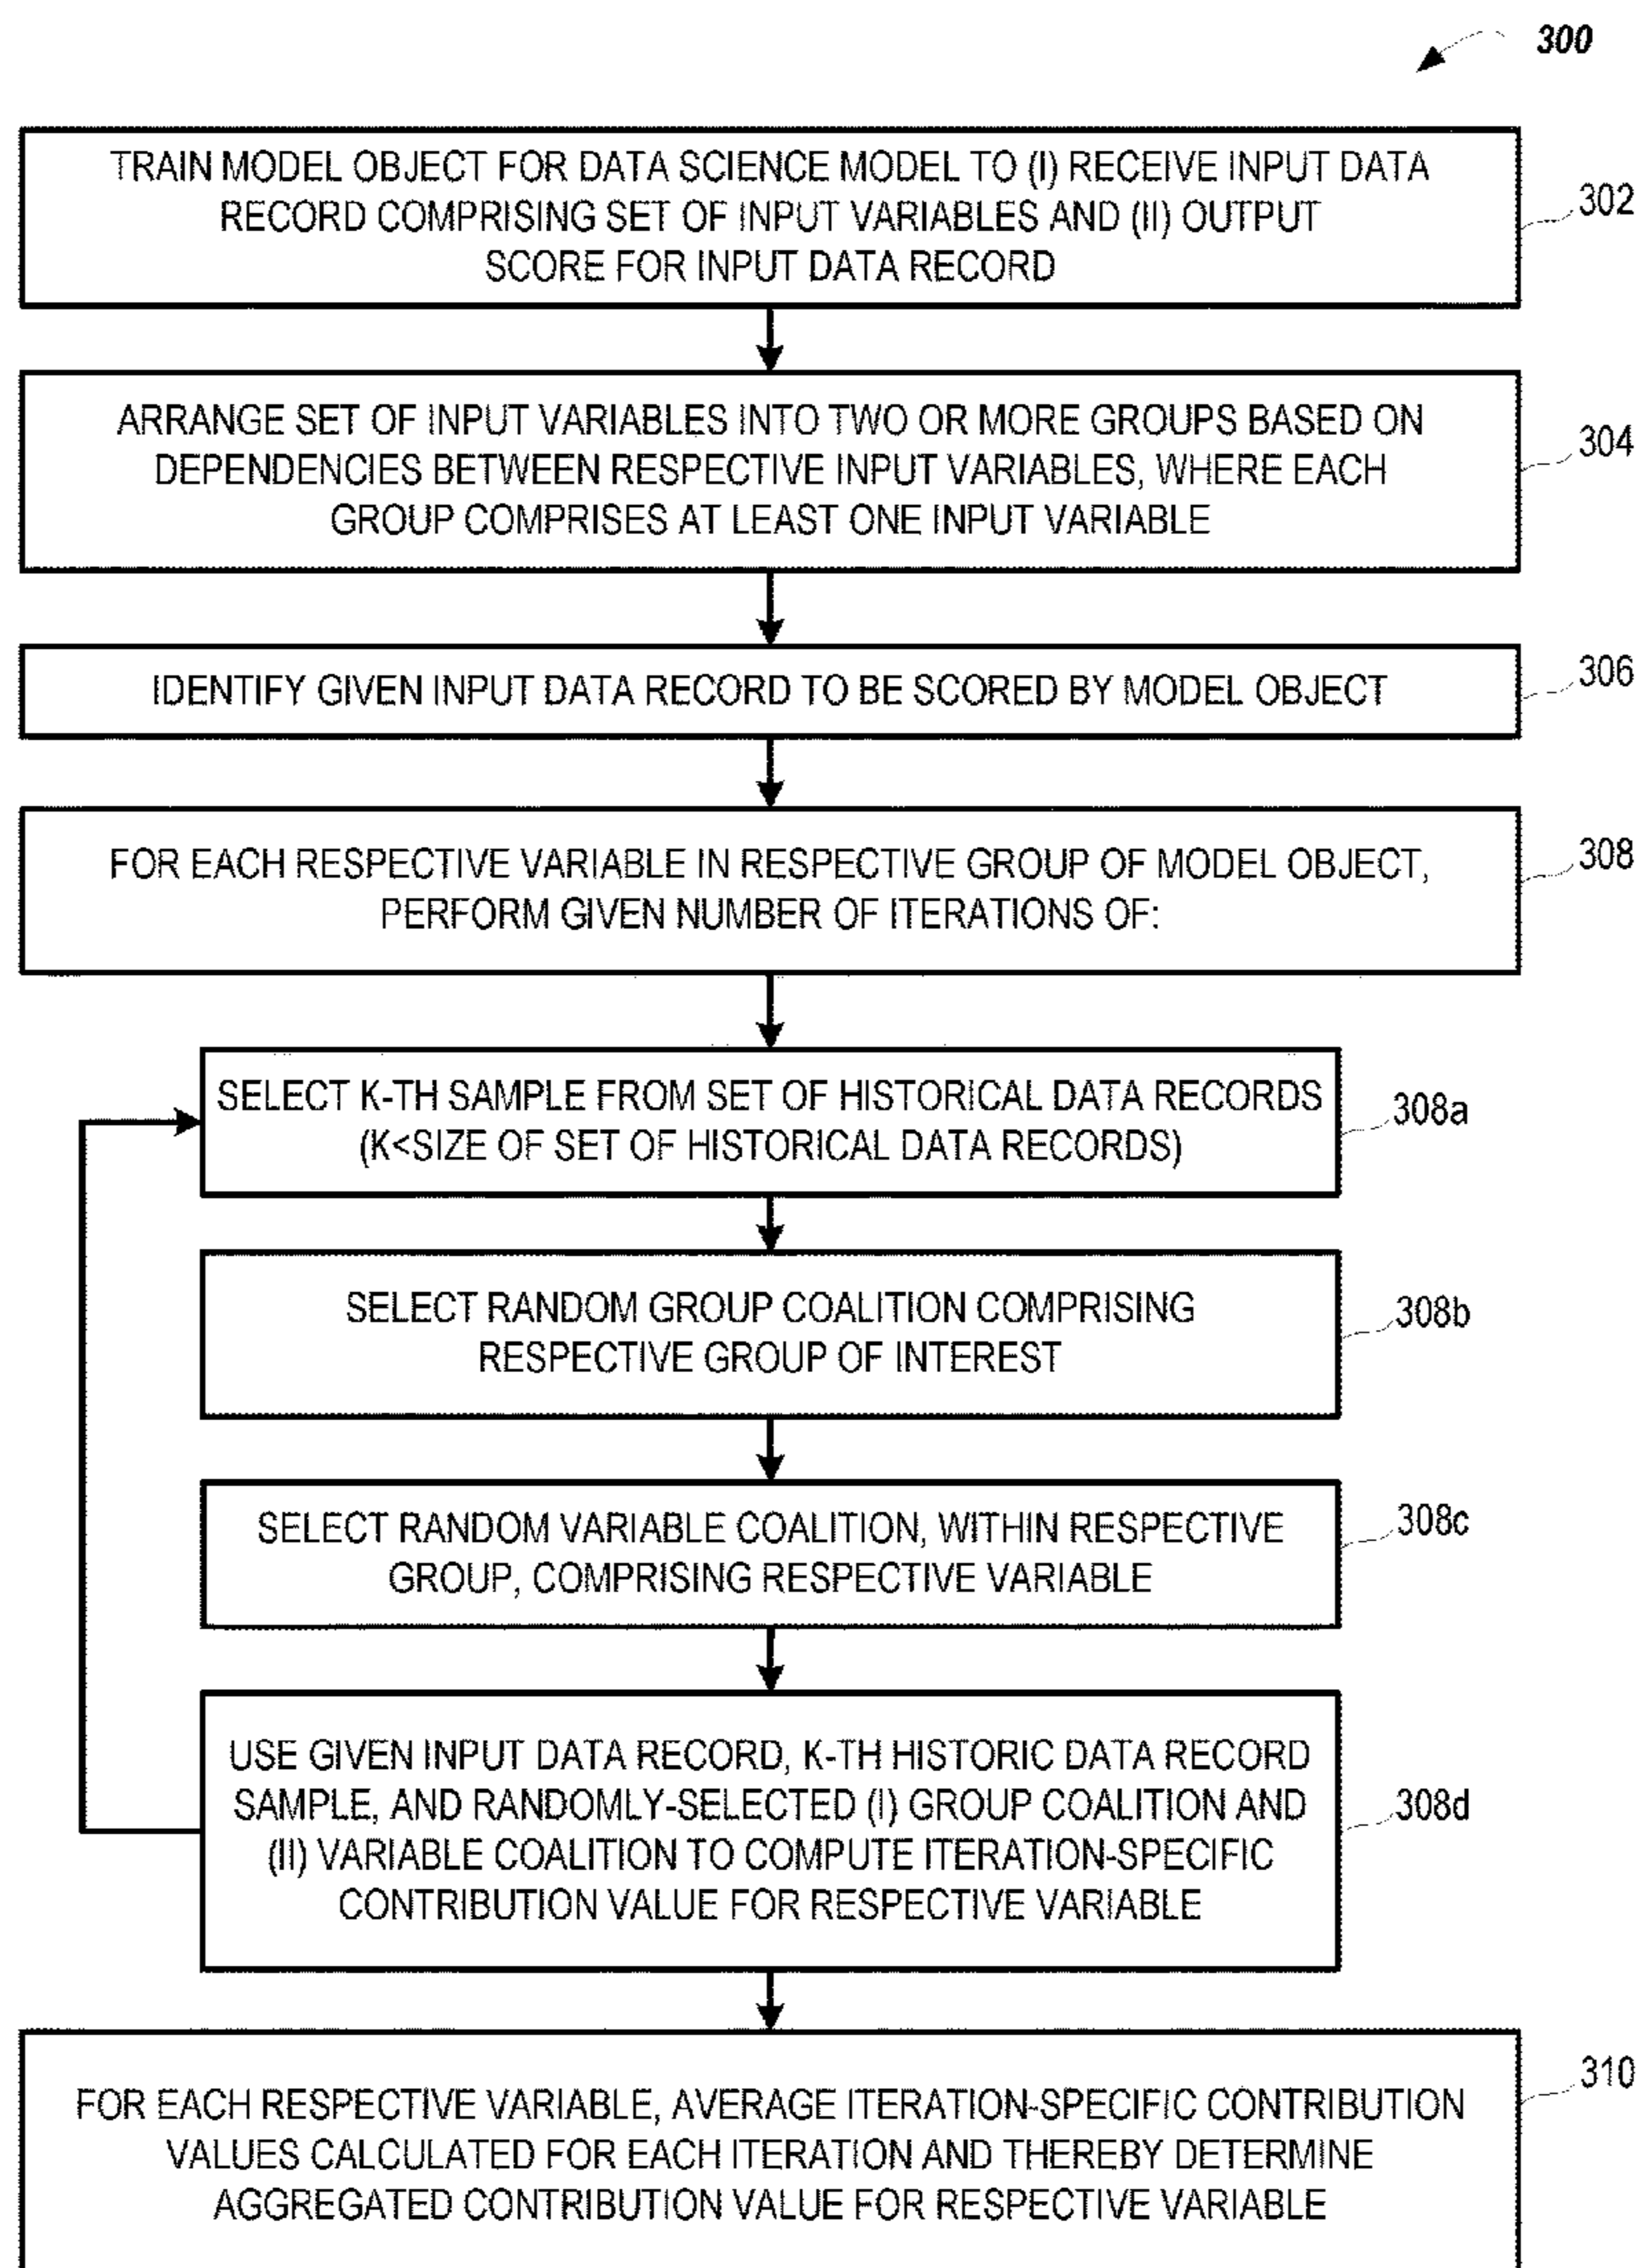 300
TRAIN MODEL OBJECT FOR DATA SCIENCE MODEL TO (I) RECEIVE INPUT DATA
RECORD COMPRISING SET OF INPUT VARIABLES AND (II) OUTPUT
SCORE FOR INPUT DATA RECORD
302
ARRANGE SET OF INPUT VARIABLES INTO TWO OR MORE GROUPS BASED ON
DEPENDENCIES BETWEEN RESPECTIVE INPUT VARIABLES, WHERE EACH
GROUP COMPRISES AT LEAST ONE INPUT VARIABLE
304
IDENTIFY GIVEN INPUT DATA RECORD TO BE SCORED BY MODEL OBJECT
306
FOR EACH RESPECTIVE VARIABLE IN RESPECTIVE GROUP OF MODEL OBJECT,
PERFORM GIVEN NUMBER OF ITERATIONS OF:
308
SELECT K-TH SAMPLE FROM SET OF HISTORICAL DATA RECORDS
(K<SIZE OF SET OF HISTORICAL DATA RECORDS)
308a
SELECT RANDOM GROUP COALITION COMPRISING
RESPECTIVE GROUP OF INTEREST
308b
SELECT RANDOM VARIABLE COALITION, WITHIN RESPECTIVE
GROUP, COMPRISING RESPECTIVE VARIABLE
308c
USE GIVEN INPUT DATA RECORD, K-TH HISTORIC DATA RECORD
SAMPLE, AND RANDOMLY-SELECTED (I) GROUP COALITION AND
(II) VARIABLE COALITION TO COMPUTE ITERATION-SPECIFIC
CONTRIBUTION VALUE FOR RESPECTIVE VARIABLE
308d
FOR EACH RESPECTIVE VARIABLE, AVERAGE ITERATION-SPECIFIC CONTRIBUTION
VALUES CALCULATED FOR EACH ITERATION AND THEREBY DETERMINE
AGGREGATED CONTRIBUTION VALUE FOR RESPECTIVE VARIABLE
310